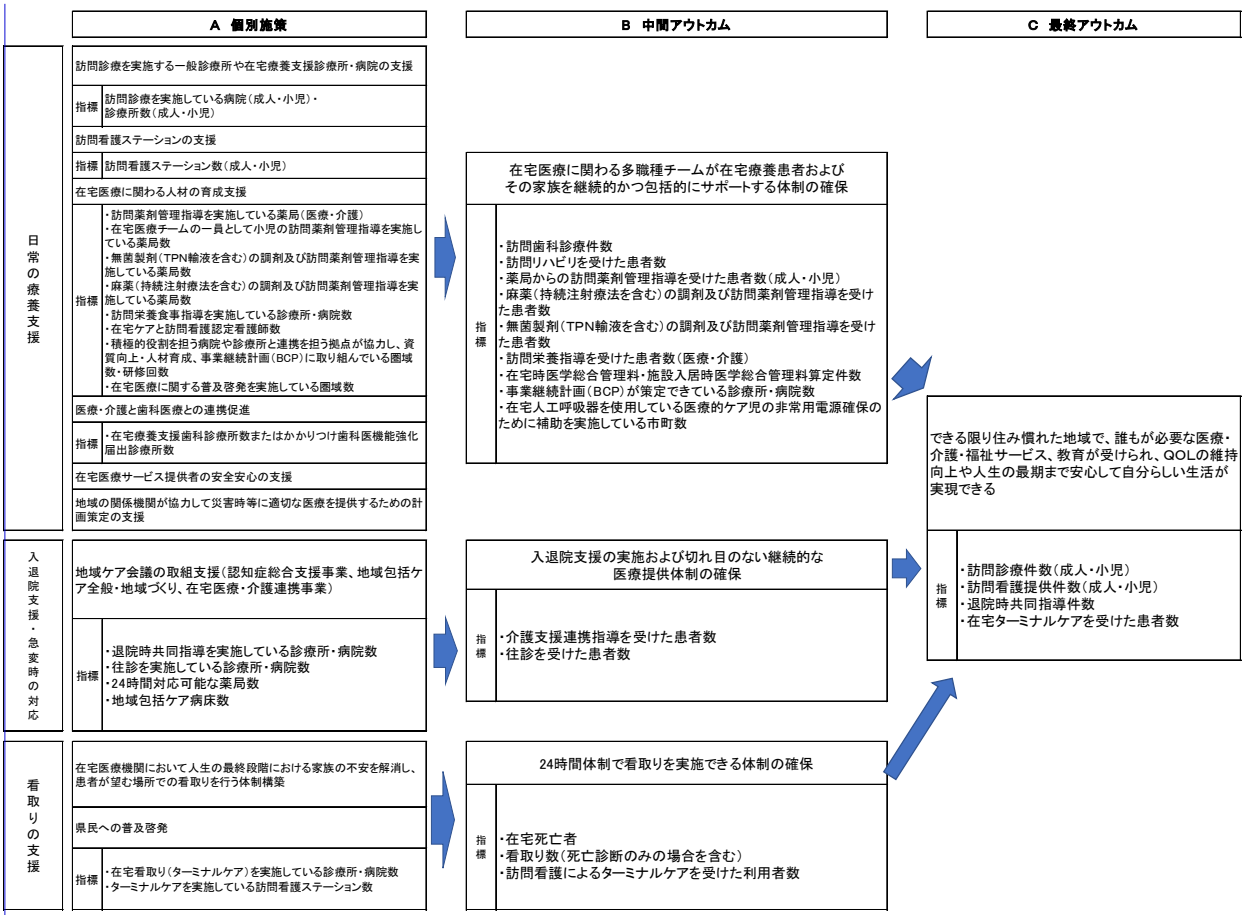 A 個別施策
B 中間アウトカム
C 最終アウトカム
日常の療養支援
訪問診療を実施する一般診療所や在宅療養支援診療所・病院の支援
指標
訪問診療を実施している病院（成人・小児）・
診療所数（成人・小児）
訪問看護ステーションの支援
指標
訪問看護ステーション数（成人・小児）
在宅医療に関わる人材の育成支援
指標
・訪問薬剤管理指導を実施している薬局（医療・介護）
・在宅医療チームの一員として小児の訪問薬剤管理指導を実施し
ている薬局数
・無菌製剤（TPN輸液を含む）の調剤及び訪問薬剤管理指導を実
施している薬局数
・麻薬（持続注射療法を含む）の調剤及び訪問薬剤管理指導を実
施している薬局数
・訪問栄養食事指導を実施している診療所・病院数
・在宅ケアと訪問看護認定看護師数
・積極的役割を担う病院や診療所と連携を担う拠点が協力し、資
質向上・人材育成、事業継続計画（BCP）に取り組んでいる圏域
数・研修回数
・在宅医療に関する普及啓発を実施している圏域数
医療・介護と歯科医療との連携促進
指標
・在宅療養支援歯科診療所数またはかかりつけ歯科医機能強化
届出診療所数
在宅医療サービス提供者の安全安心の支援
地域の関係機関が協力して災害時等に適切な医療を提供するための計
画策定の支援
在宅医療に関わる多職種チームが在宅療養患者および
その家族を継続的かつ包括的にサポートする体制の確保
指標
・訪問歯科診療件数
・訪問リハビリを受けた患者数
・薬局からの訪問薬剤管理指導を受けた患者数（成人・小児）
・麻薬（持続注射療法を含む）の調剤及び訪問薬剤管理指導を受け
た患者数
・無菌製剤（TPN輸液を含む）の調剤及び訪問薬剤管理指導を受け
た患者数
・訪問栄養指導を受けた患者数（医療・介護）
・在宅時医学総合管理料・施設入居時医学総合管理料算定件数
・事業継続計画（BCP）が策定できている診療所・病院数
・在宅人工呼吸器を使用している医療的ケア児の非常用電源確保の
ために補助を実施している市町数
できる限り住み慣れた地域で、誰もが必要な医療・
介護・福祉サービス、教育が受けられ、QOLの維持
向上や人生の最期まで安心して自分らしい生活が
実現できる
指標
・訪問診療件数（成人・小児）
・訪問看護提供件数（成人・小児）
・退院時共同指導件数
・在宅ターミナルケアを受けた患者数
入退院支援・急変時の対応
地域ケア会議の取組支援（認知症総合支援事業、地域包括ケ
ア全般・地域づくり、在宅医療・介護連携事業）
指標
・退院時共同指導を実施している診療所・病院数
・往診を実施している診療所・病院数
・24時間対応可能な薬局数
・地域包括ケア病床数
入退院支援の実施および切れ目のない継続的な
医療提供体制の確保
指標
・介護支援連携指導を受けた患者数
・往診を受けた患者数
看取りの支援
在宅医療機関において人生の最終段階における家族の不安を解消し、
患者が望む場所での看取りを行う体制構築
県民への普及啓発
指標
・在宅看取り（ターミナルケア）を実施している診療所・病院数
・ターミナルケアを実施している訪問看護ステーション数
24時間体制で看取りを実施できる体制の確保
指標
・在宅死亡者
・看取り数（死亡診断のみの場合を含む）
・訪問看護によるターミナルケアを受けた利用者数